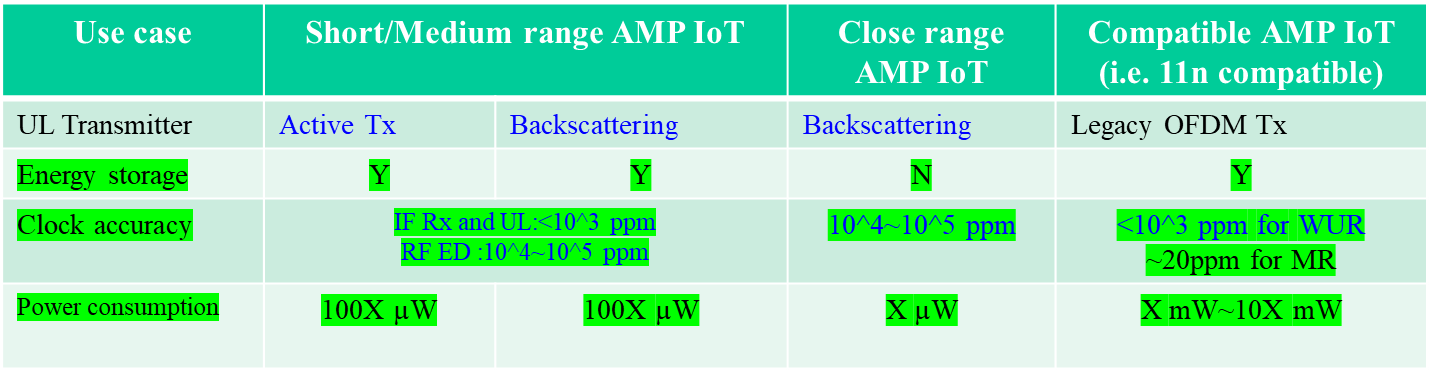 Use case
Short/Medium range AMP IoT
Close range
AMP IoT
Compatible AMP IoT
(i.e. 11n compatible)
UL Transmitter
Active Tx
Backscattering
Backscattering
Legacy OFDM Tx
Energy storage
Y
Y
N
Y
Clock accuracy
IF Rx and UL:<10^3 ppm
RF ED :10^4~10^5 ppm
10^4~10^5 ppm
<10^3 ppm for WUR
~20ppm for MR
Power consumption
100X µW
100X µW
X µW
X mW~10X mW